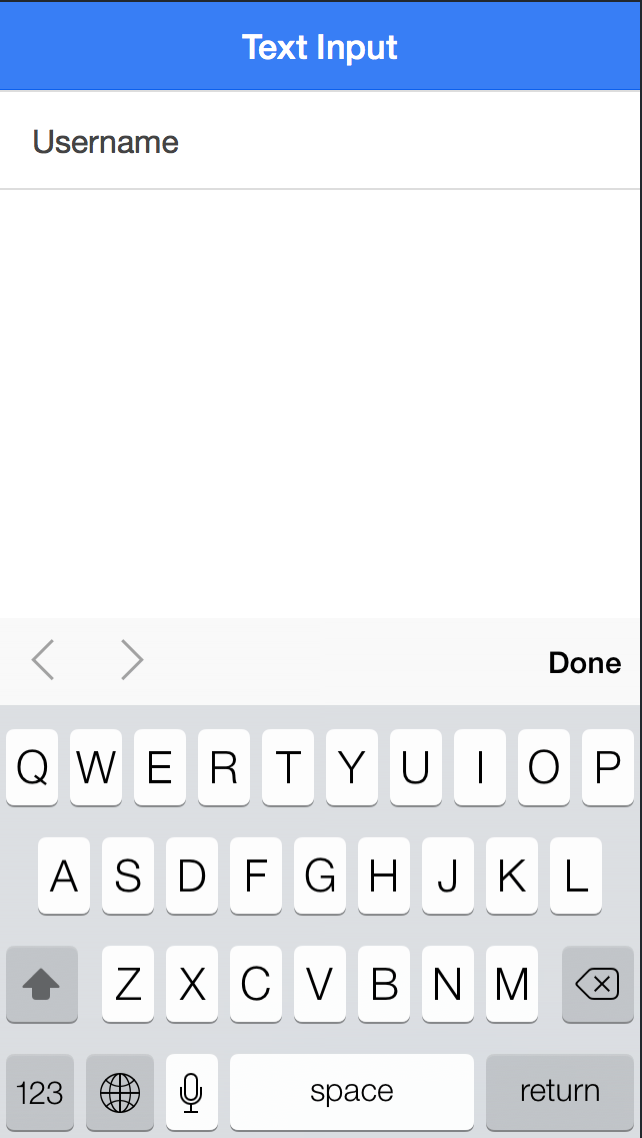 Text Input
Username
Done
Q W E R T Y U I O P
A S D F G H J K L
Z X C V B N M
123 space return